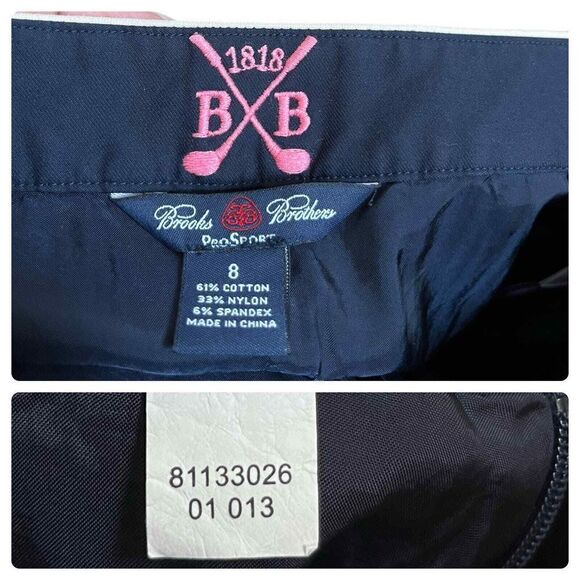 1818
B B
Brooks Brothers
PROSPORT
8
61% COTTON
33% NYLON
6% SPANDEX
MADE IN CHINA
81133026
01 013